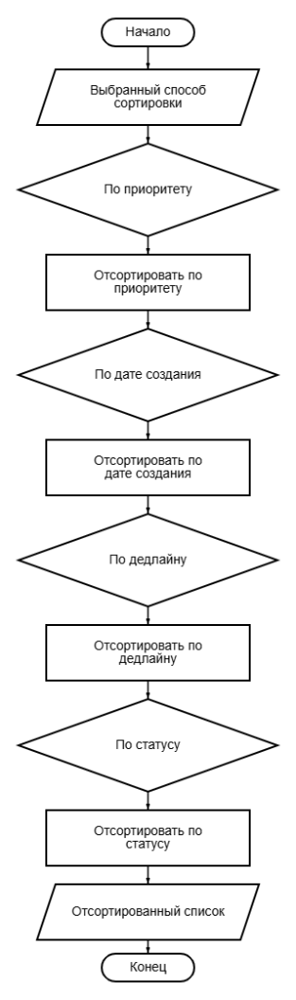 Начало
Выбранный способ
сортировки
По приоритету
Отсортировать по
приоритету
По дате создания
Отсортировать по
дате создания
По дедлайну
Отсортировать по
дедлайну
По статусу
Отсортировать по
статусу
Отсортированный список
Конец